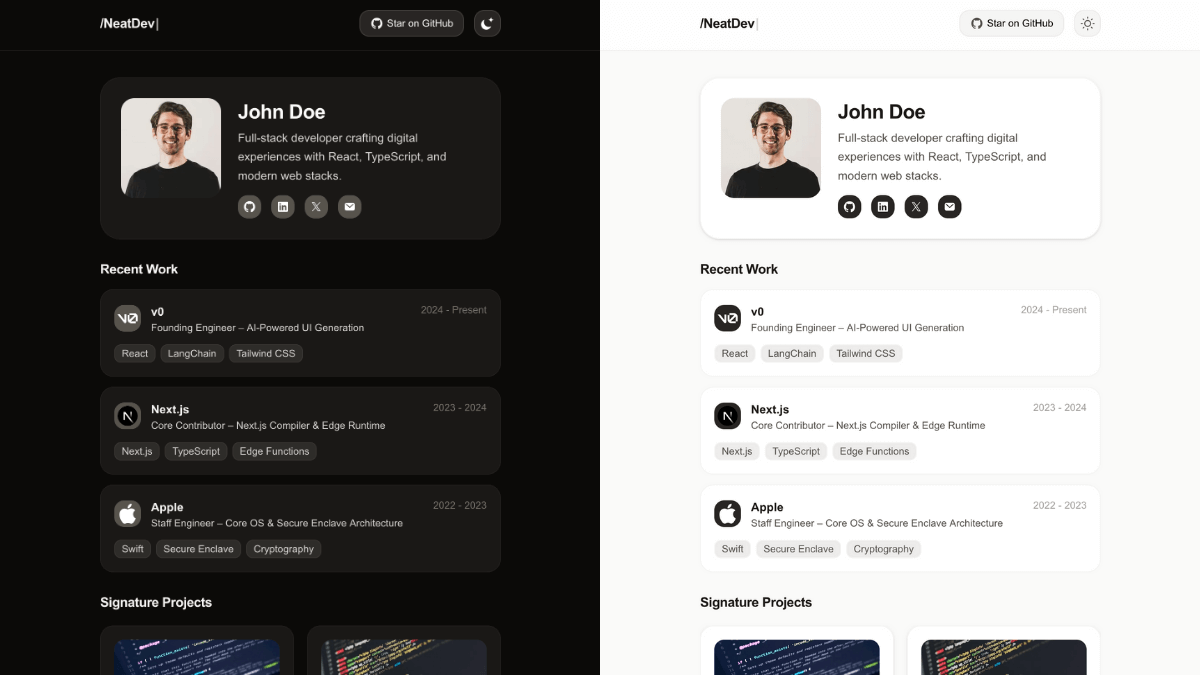 /NeatDev|
Star on GitHub
John Doe
Full-stack developer crafting digital
experiences with React, TypeScript, and
modern web stacks.
Recent Work
v0
2024 - Present
Founding Engineer – AI-Powered UI Generation
React
LangChain
Tailwind CSS
Next.js
2023 - 2024
Core Contributor – Next.js Compiler & Edge Runtime
Next.js
TypeScript
Edge Functions
Apple
2022 - 2023
Staff Engineer – Core OS & Secure Enclave Architecture
Swift
Secure Enclave
Cryptography
Signature Projects
/NeatDev|
Star on GitHub
John Doe
Full-stack developer crafting digital
experiences with React, TypeScript, and
modern web stacks.
Recent Work
v0
2024 - Present
Founding Engineer – AI-Powered UI Generation
React
LangChain
Tailwind CSS
Next.js
2023 - 2024
Core Contributor – Next.js Compiler & Edge Runtime
Next.js
TypeScript
Edge Functions
Apple
2022 - 2023
Staff Engineer – Core OS & Secure Enclave Architecture
Swift
Secure Enclave
Cryptography
Signature Projects